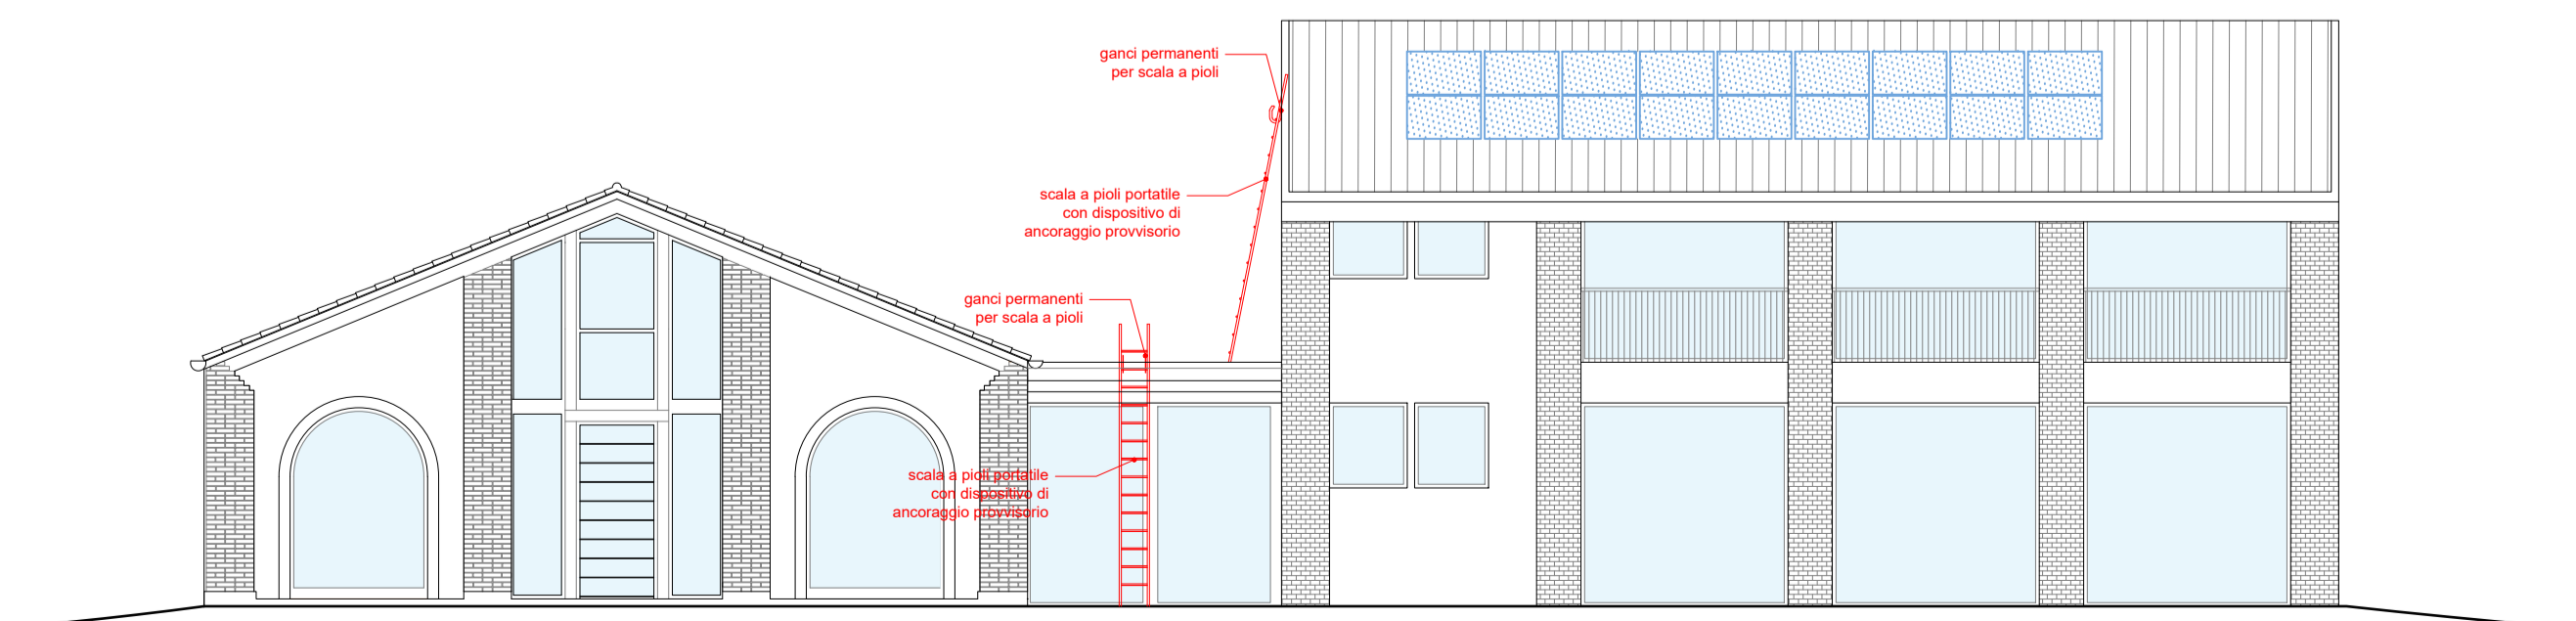 ganci permanenti
per scala a pioli
scala a pioli portatile
con dispositivo di
ancoraggio provvisorio
ganci permanenti
per scala a pioli
scala a pioli portatile
con dispositivo di
ancoraggio provvisorio